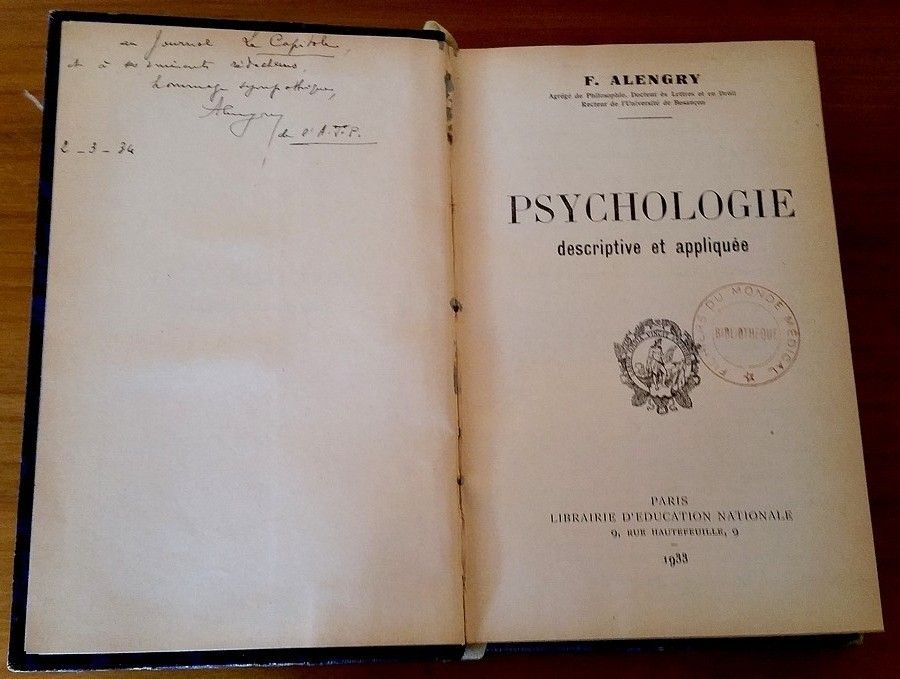 au Journal Le Capitole,
et à ses éminents rédacteurs
hommage sympathique,
Alengry
de l'A.F.P.
2-3-34
F. ALENGRY
Agrégé de Philosophie, Docteur ès Lettres et en Droit
Recteur de l'Université de Besançon
PSYCHOLOGIE
descriptive et appliquée
DU MONDE MÉDICAL
BIBLIOTHÈQUE
PARIS
LIBRAIRIE D'EDUCATION NATIONALE
9, RUE HAUTEFEUILLE, 9
1933